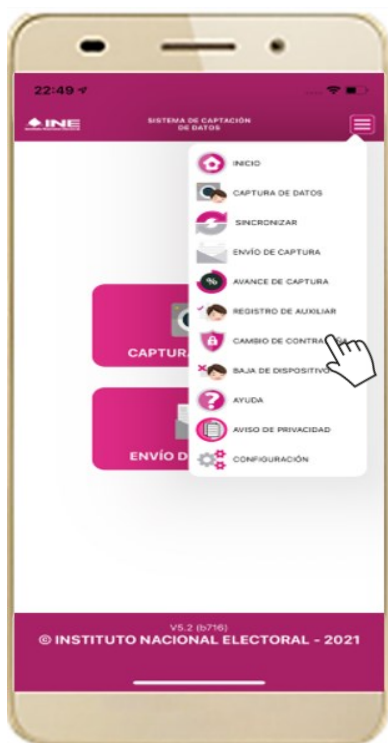 22:49
INE
SISTEMA DE CAPTACIÓN
DE DATOS
INICIO
CAPTURA DE DATOS
SINCRONIZAR
ENVÍO DE CAPTURA
%
AVANCE DE CAPTURA
REGISTRO DE AUXILIAR
CAMBIO DE
BAJA DE DISPOSITIVO
?
AYUDA
AVISO DE PRIVACIDAD
CONFIGURACIÓN
CAPTUR
ENVÍO D
V5.2 (b716)
© INSTITUTO NACIONAL ELECTORAL - 2021